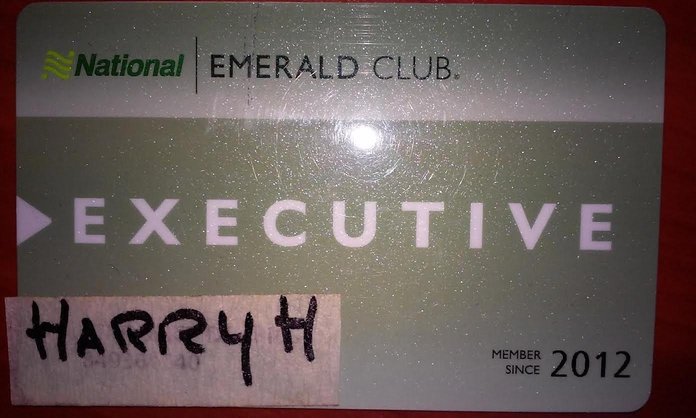 National EMERALD CLUB.
EXECUTIVE
HARRY H
MEMBER
SINCE 2012